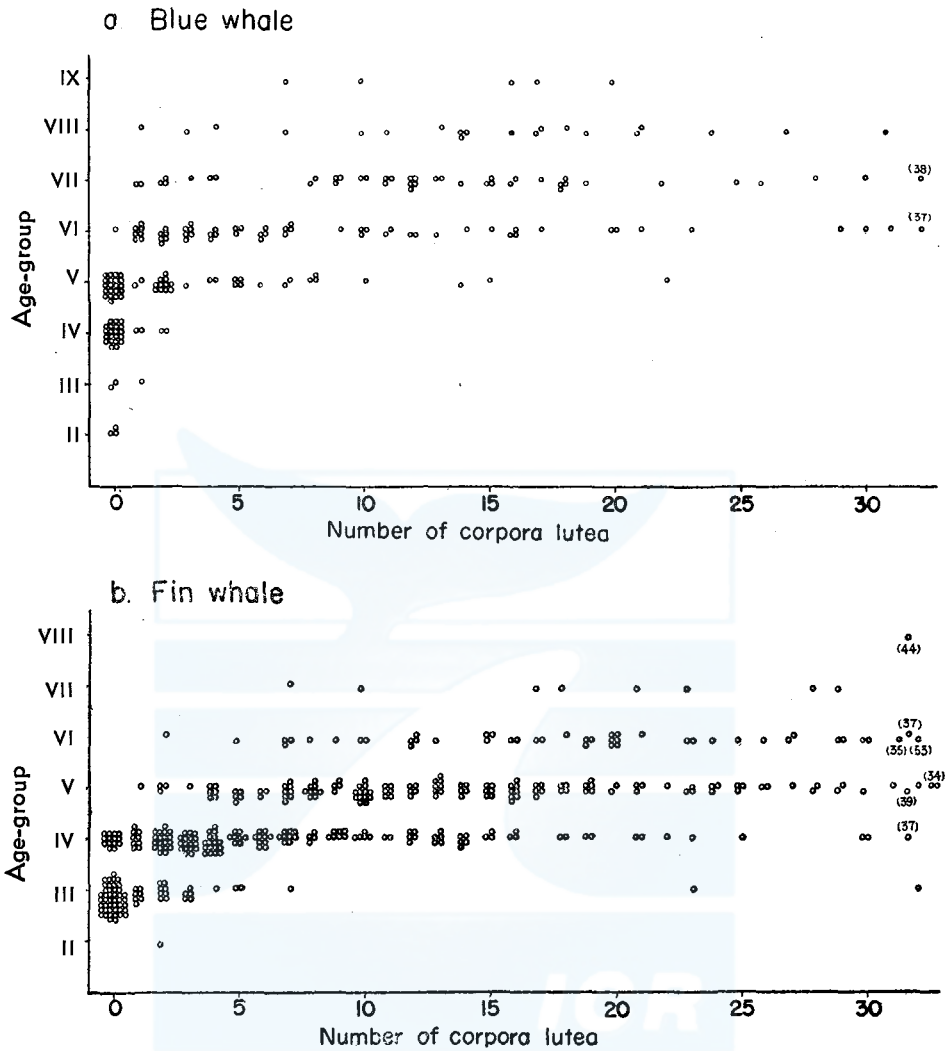 a Blue whale
IX
VIII
VII
(38)
VI
(37)
V
IV
III
II
Age-group
0 5 10 15 20 25 30
Number of corpora lutea
b. Fin whale
VIII
(44)
VII
VI
(37)
(35) (53)
V
(34)
(39)
IV
(37)
III
II
Age-group
0 5 10 15 20 25 30
Number of corpora lutea
ICR